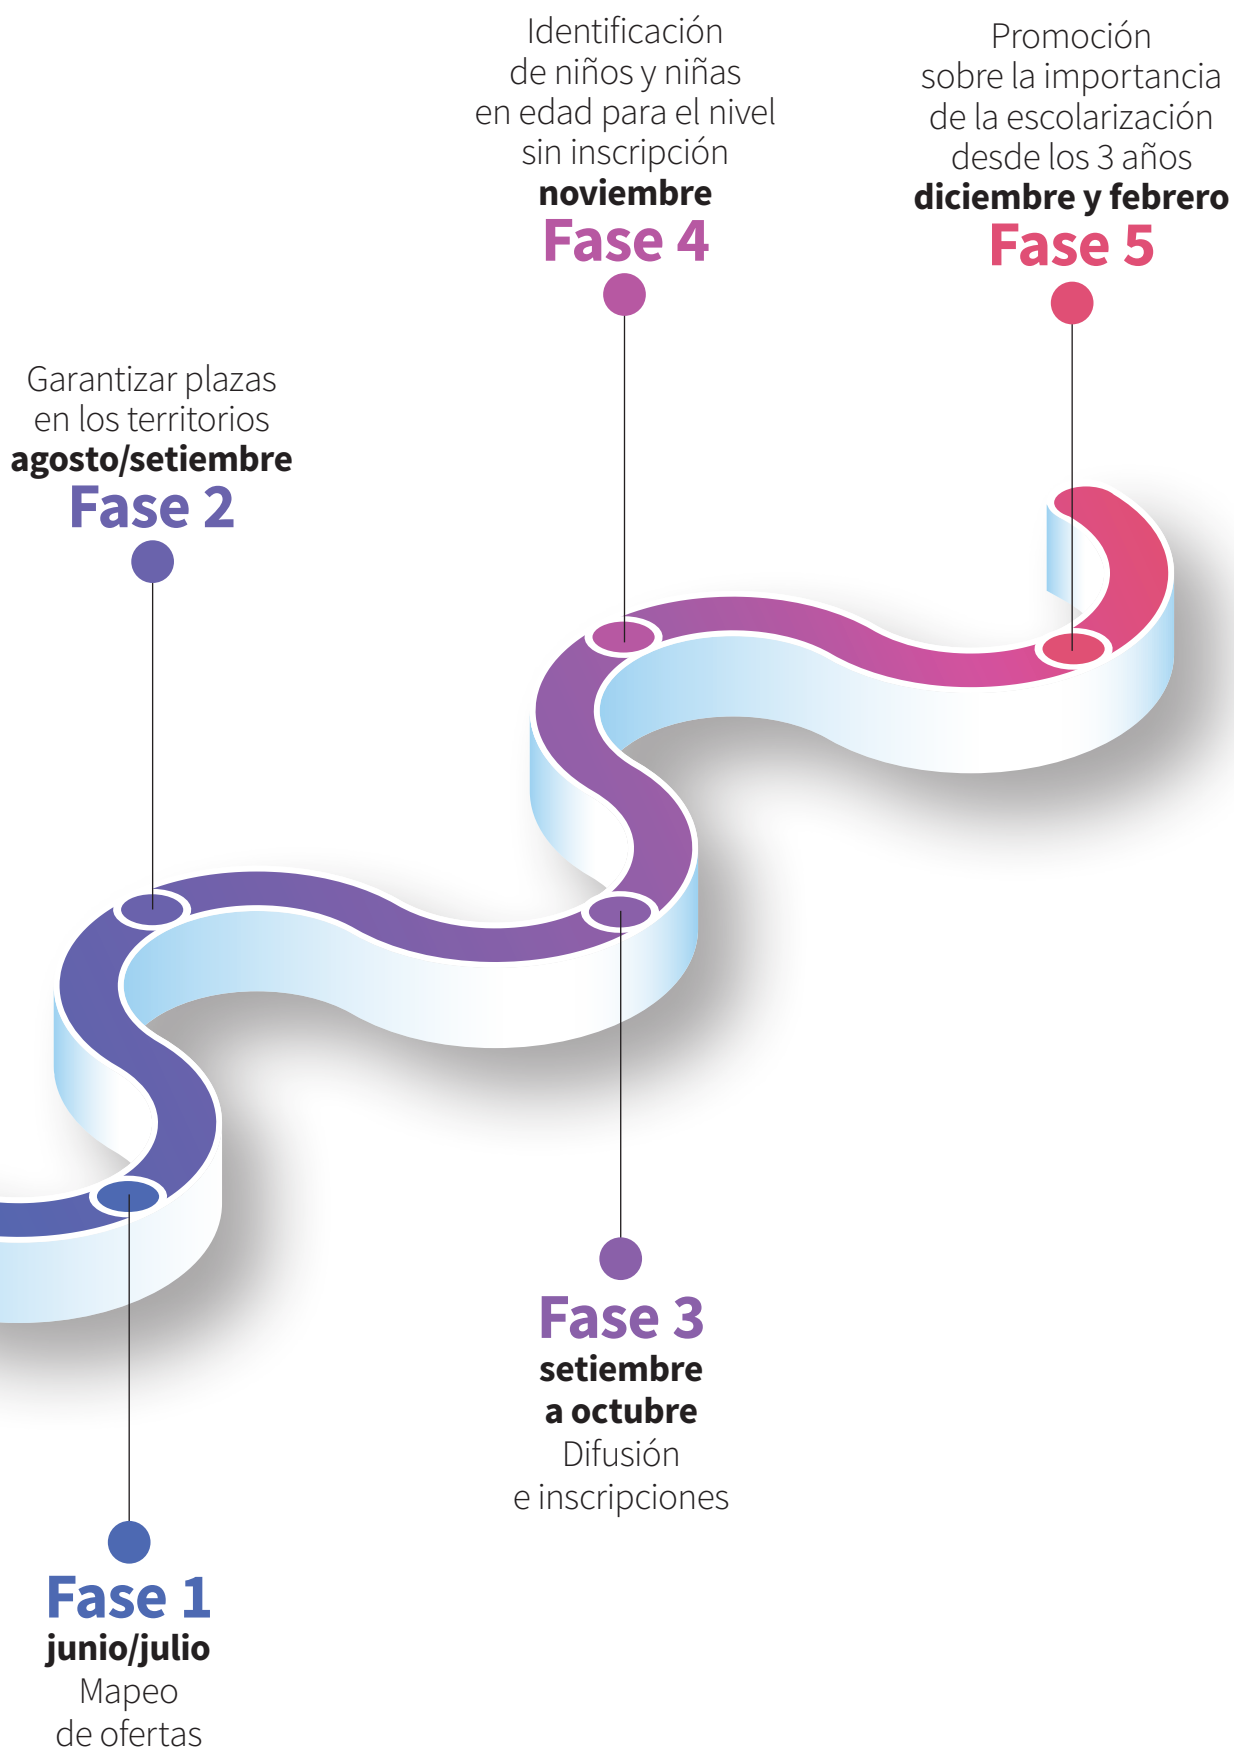 Identificación
de niños y niñas
en edad para el nivel
sin inscripción
noviembre
Fase 4
Promoción
sobre la importancia
de la escolarización
desde los 3 años
diciembre y febrero
Fase 5
Garantizar plazas
en los territorios
agosto/setiembre
Fase 2
Fase 3
setiembre
a octubre
Difusión
e inscripciones
Fase 1
junio/julio
Mapeo
de ofertas